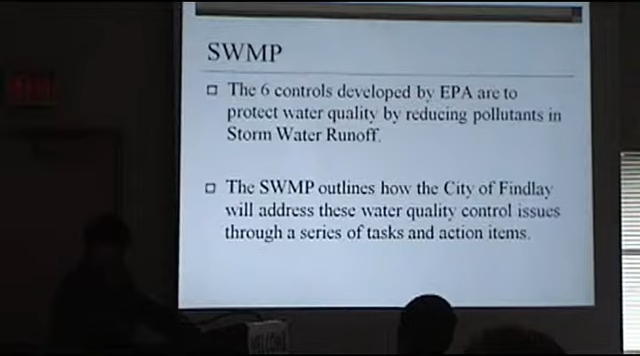 SWMP
The 6 controls developed by EPA are to
protect water quality by reducing pollutants in
Storm Water Runoff.
The SWMP outlines how the City of Findlay
will address these water quality control issues
through a series of tasks and action items.
WELCOME